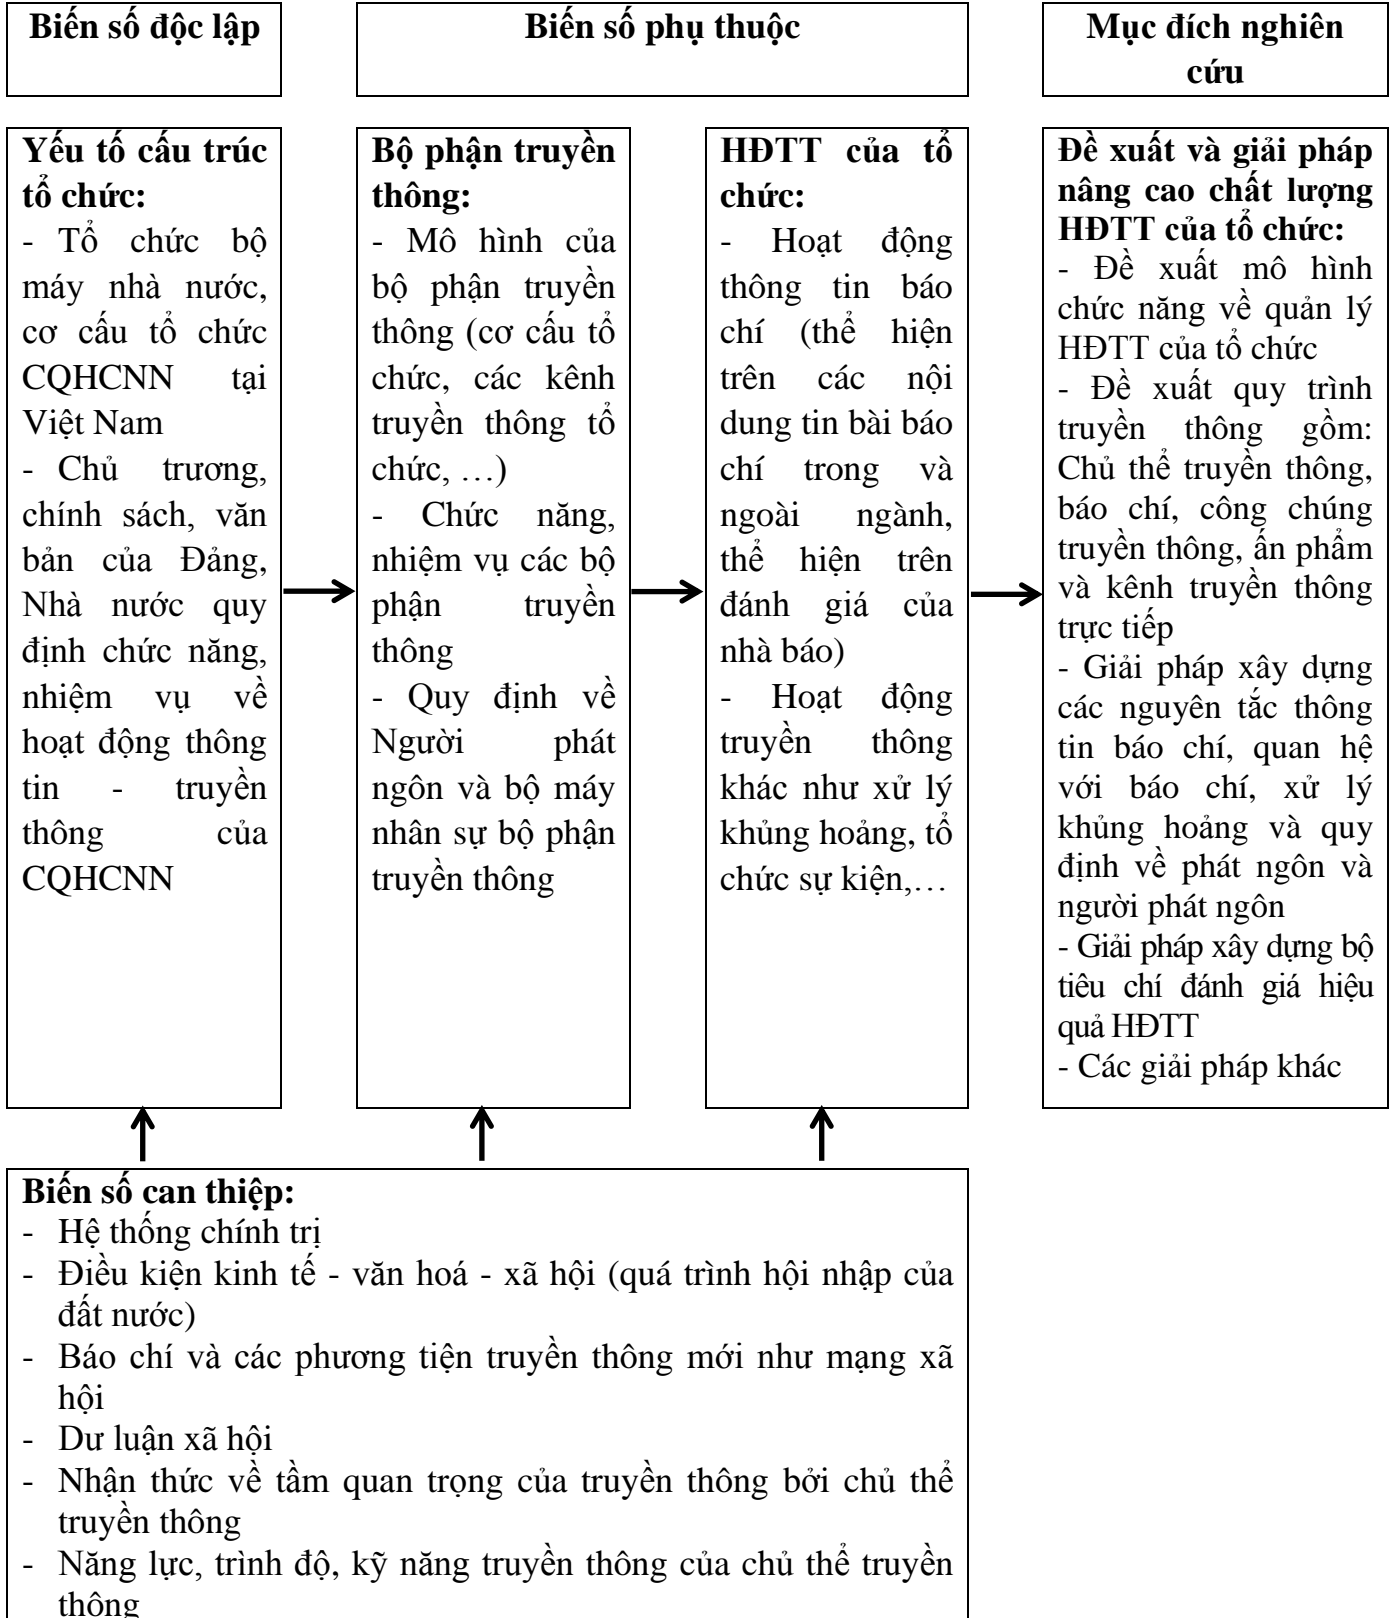 Biến số độc lập
Biến số phụ thuộc
Mục đích nghiên
cứu
Yếu tố cấu trúc
tổ chức:
- Tổ chức bộ
máy nhà nước,
cơ cấu tổ chức
CQHCNN tại
Việt Nam
- Chủ trương,
chính sách, văn
bản của Đảng,
Nhà nước quy
định chức năng,
nhiệm vụ về
hoạt động thông
tin - truyền
thông của
CQHCNN
Bộ phận truyền
thông:
- Mô hình của
bộ phận truyền
thông (cơ cấu tổ
chức, các kênh
truyền thông tổ
chức, …)
- Chức năng,
nhiệm vụ các bộ
phận truyền
thông
- Quy định về
Người phát
ngôn và bộ máy
nhân sự bộ phận
truyền thông
HĐTT của tổ
chức:
- Hoạt động
thông tin báo
chí (thể hiện
trên các nội
dung tin bài báo
chí trong và
ngoài ngành,
thể hiện trên
đánh giá của
nhà báo)
- Hoạt động
truyền thông
khác như xử lý
khủng hoảng, tổ
chức sự kiện,…
Đề xuất và giải pháp
nâng cao chất lượng
HĐTT của tổ chức:
- Đề xuất mô hình
chức năng về quản lý
HĐTT của tổ chức
- Đề xuất quy trình
truyền thông gồm:
Chủ thể truyền thông,
báo chí, công chúng
truyền thông, ấn phẩm
và kênh truyền thông
trực tiếp
- Giải pháp xây dựng
các nguyên tắc thông
tin báo chí, quan hệ
với báo chí, xử lý
khủng hoảng và quy
định về phát ngôn và
người phát ngôn
- Giải pháp xây dựng bộ
tiêu chí đánh giá hiệu
quả HĐTT
- Các giải pháp khác
Biến số can thiệp:
- Hệ thống chính trị
- Điều kiện kinh tế - văn hoá - xã hội (quá trình hội nhập của
đất nước)
- Báo chí và các phương tiện truyền thông mới như mạng xã
hội
- Dư luận xã hội
- Nhận thức về tầm quan trọng của truyền thông bởi chủ thể
truyền thông
- Năng lực, trình độ, kỹ năng truyền thông của chủ thể truyền
thông